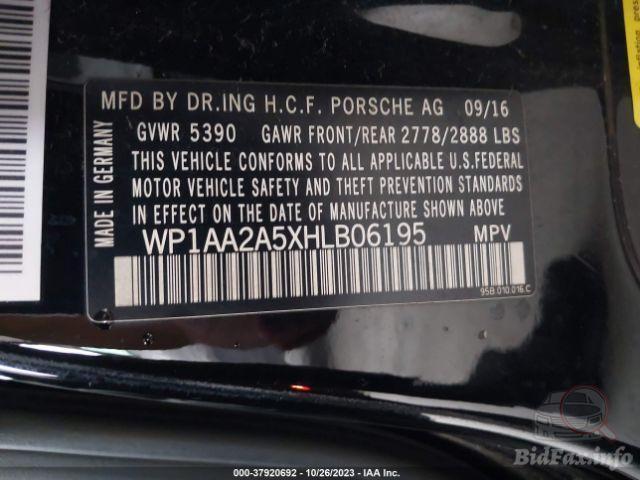 MFD BY DR.ING H.C.F. PORSCHE AG 09/16
GVWR 5390 GAWR FRONT/REAR 2778/2888 LBS
THIS VEHICLE CONFORMS TO ALL APPLICABLE U.S.FEDERAL
MOTOR VEHICLE SAFETY AND THEFT PREVENTION STANDARDS
IN EFFECT ON THE DATE OF MANUFACTURE SHOWN ABOVE
WP1AA2A5XHLB06195 MPV
MADE IN GERMANY
95B.010.016.C
BidFax.info
000-37920692 - 10/26/2023 - IAA Inc.